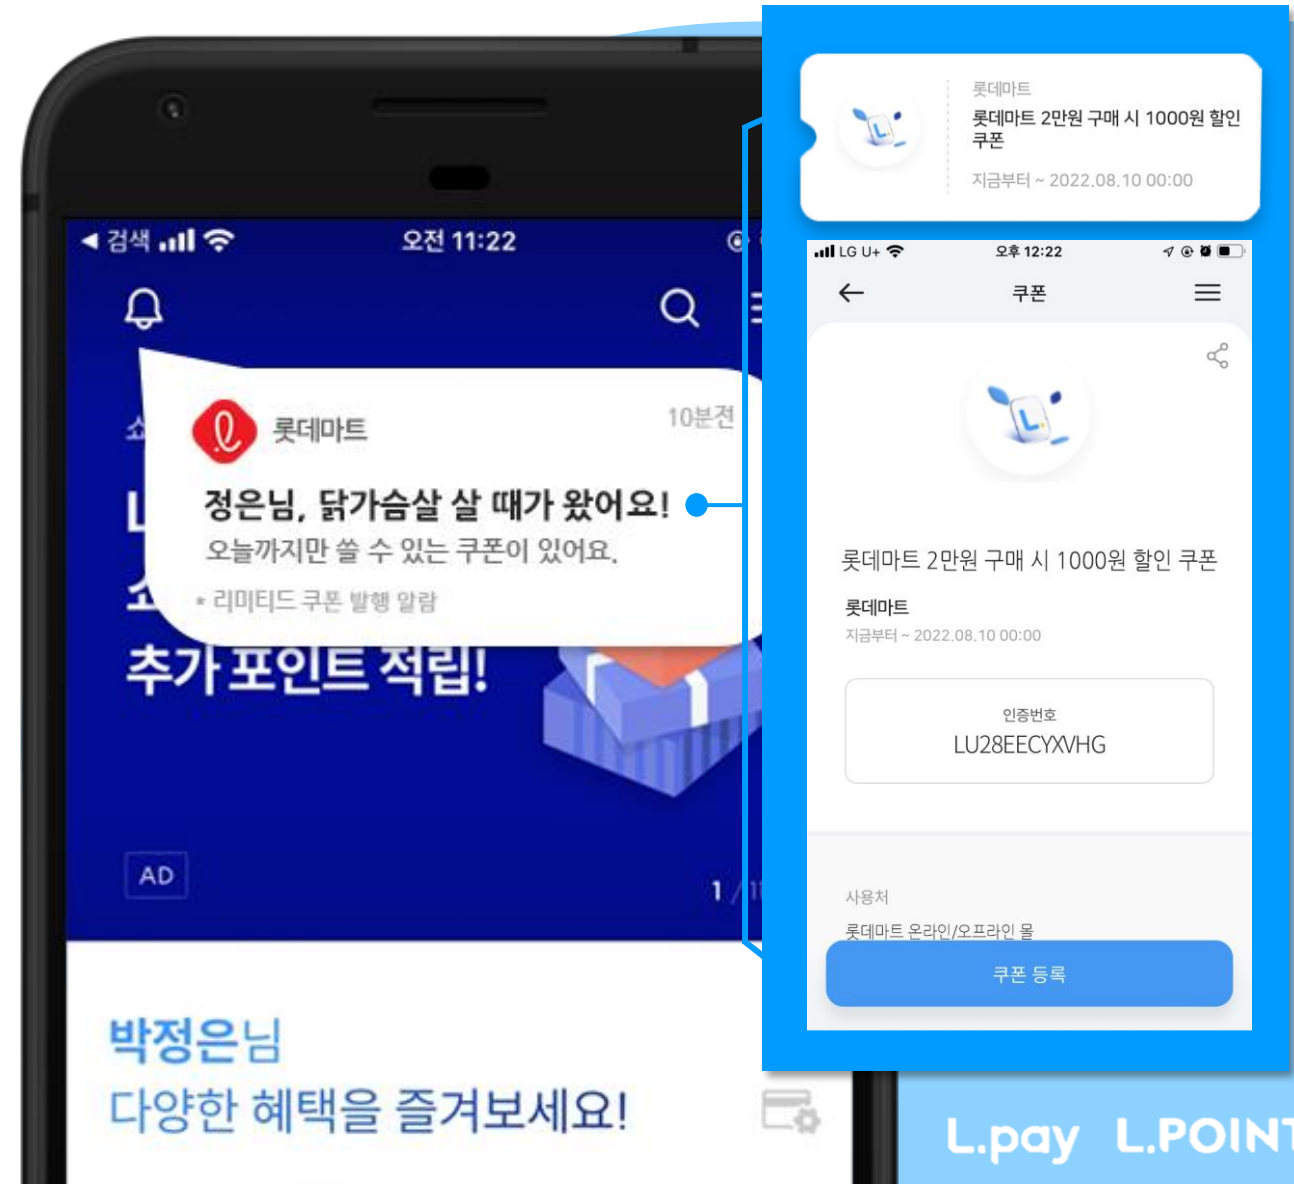 검색
오전 11:22
롯데마트
10분전
정은님, 닭가슴살 살 때가 왔어요!
오늘까지만 쓸 수 있는 쿠폰이 있어요.
* 리미티드 쿠폰 발행 알람
추가 포인트 적립!
AD
1 / 11
박정은님
다양한 혜택을 즐겨보세요!
롯데마트
롯데마트 2만원 구매 시 1000원 할인
쿠폰
지금부터 ~ 2022.08.10 00:00
LG U+
오후 12:22
쿠폰
L.
롯데마트 2만원 구매 시 1000원 할인 쿠폰
롯데마트
지금부터 ~ 2022.08.10 00:00
인증번호
LU28EECYXVHG
사용처
롯데마트 온라인/오프라인 몰
쿠폰 등록
L.pay L.POINT